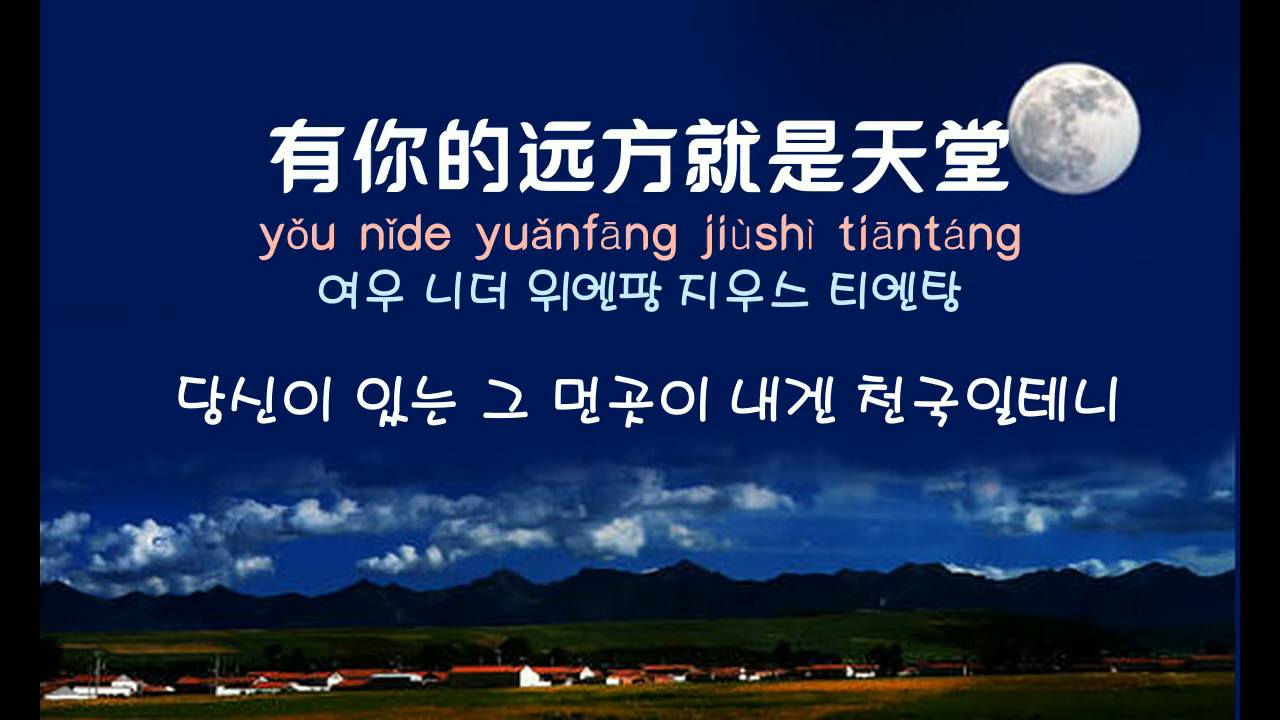 有你的远方就是天堂
yǒu nǐde yuǎnfāng jiùshì tiāntáng
여우 니더 위엔팡 지우스 티엔탕
당신이 있는 그 먼곳이 내겐 천국일테니